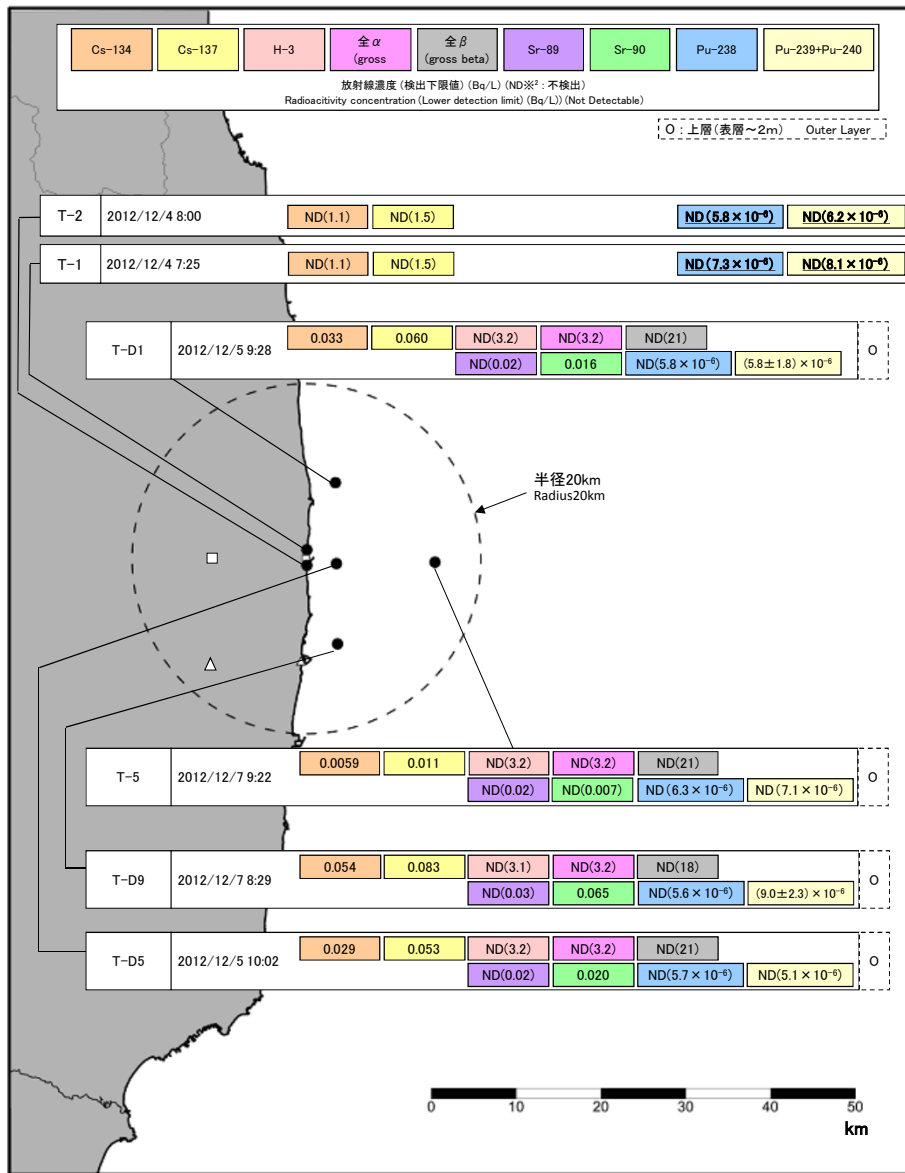 Cs-134 Cs-137 H-3 全α (gross 全β (gross beta) Sr-89 Sr-90 Pu-238 Pu-239+Pu-240
放射線濃度(検出下限値)(Bq/L)(ND※²:不検出)
Radioacitivity concentration(Lower detection limit)(Bq/L))(Not Detectable)
O:上層(表層～2m) Outer Layer
T-2 2012/12/4 8:00 ND(1.1) ND(1.5) ND(5.8×10⁻⁶) ND(6.2×10⁻⁶)
T-1 2012/12/4 7:25 ND(1.1) ND(1.5) ND(7.3×10⁻⁶) ND(8.1×10⁻⁶)
T-D1 2012/12/5 9:28 0.033 0.060 ND(3.2) ND(3.2) ND(21) O
ND(0.02) 0.016 ND(5.8×10⁻⁶) (5.8±1.8)×10⁻⁶
半径20km
Radius20km
T-5 2012/12/7 9:22 0.0059 0.011 ND(3.2) ND(3.2) ND(21) O
ND(0.02) ND(0.007) ND(6.3×10⁻⁶) ND(7.1×10⁻⁶)
T-D9 2012/12/7 8:29 0.054 0.083 ND(3.1) ND(3.2) ND(18) O
ND(0.03) 0.065 ND(5.6×10⁻⁶) (9.0±2.3)×10⁻⁶
T-D5 2012/12/5 10:02 0.029 0.053 ND(3.2) ND(3.2) ND(21) O
ND(0.02) 0.020 ND(5.7×10⁻⁶) ND(5.1×10⁻⁶)
0 10 20 30 40 50
km